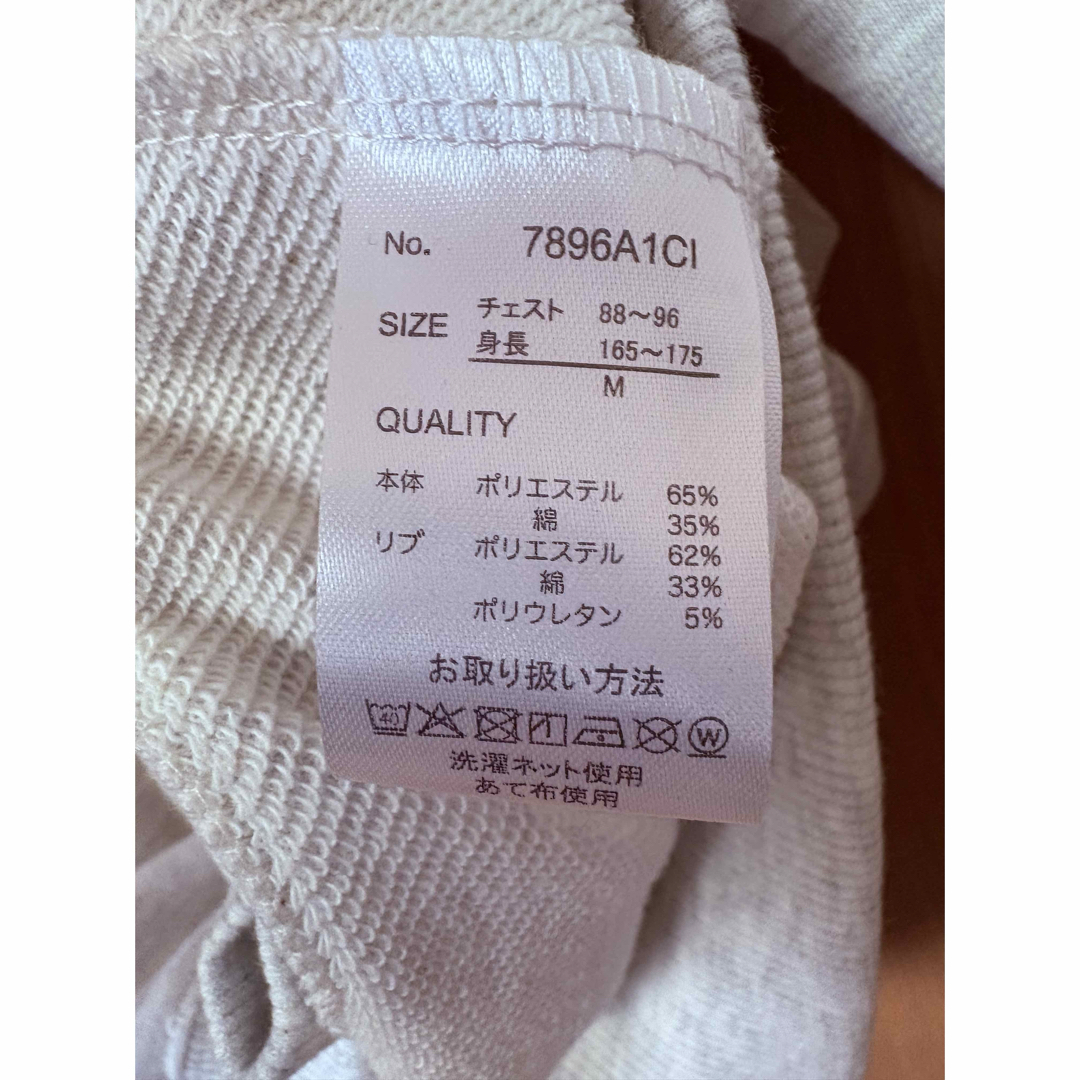 No. 7896A1CI
SIZE チェスト 88～96
身長 165～175
M
QUALITY
本体 ポリエステル 65%
綿 35%
リブ ポリエステル 62%
綿 33%
ポリウレタン 5%
お取り扱い方法
40 W
洗濯ネット使用
あて布使用